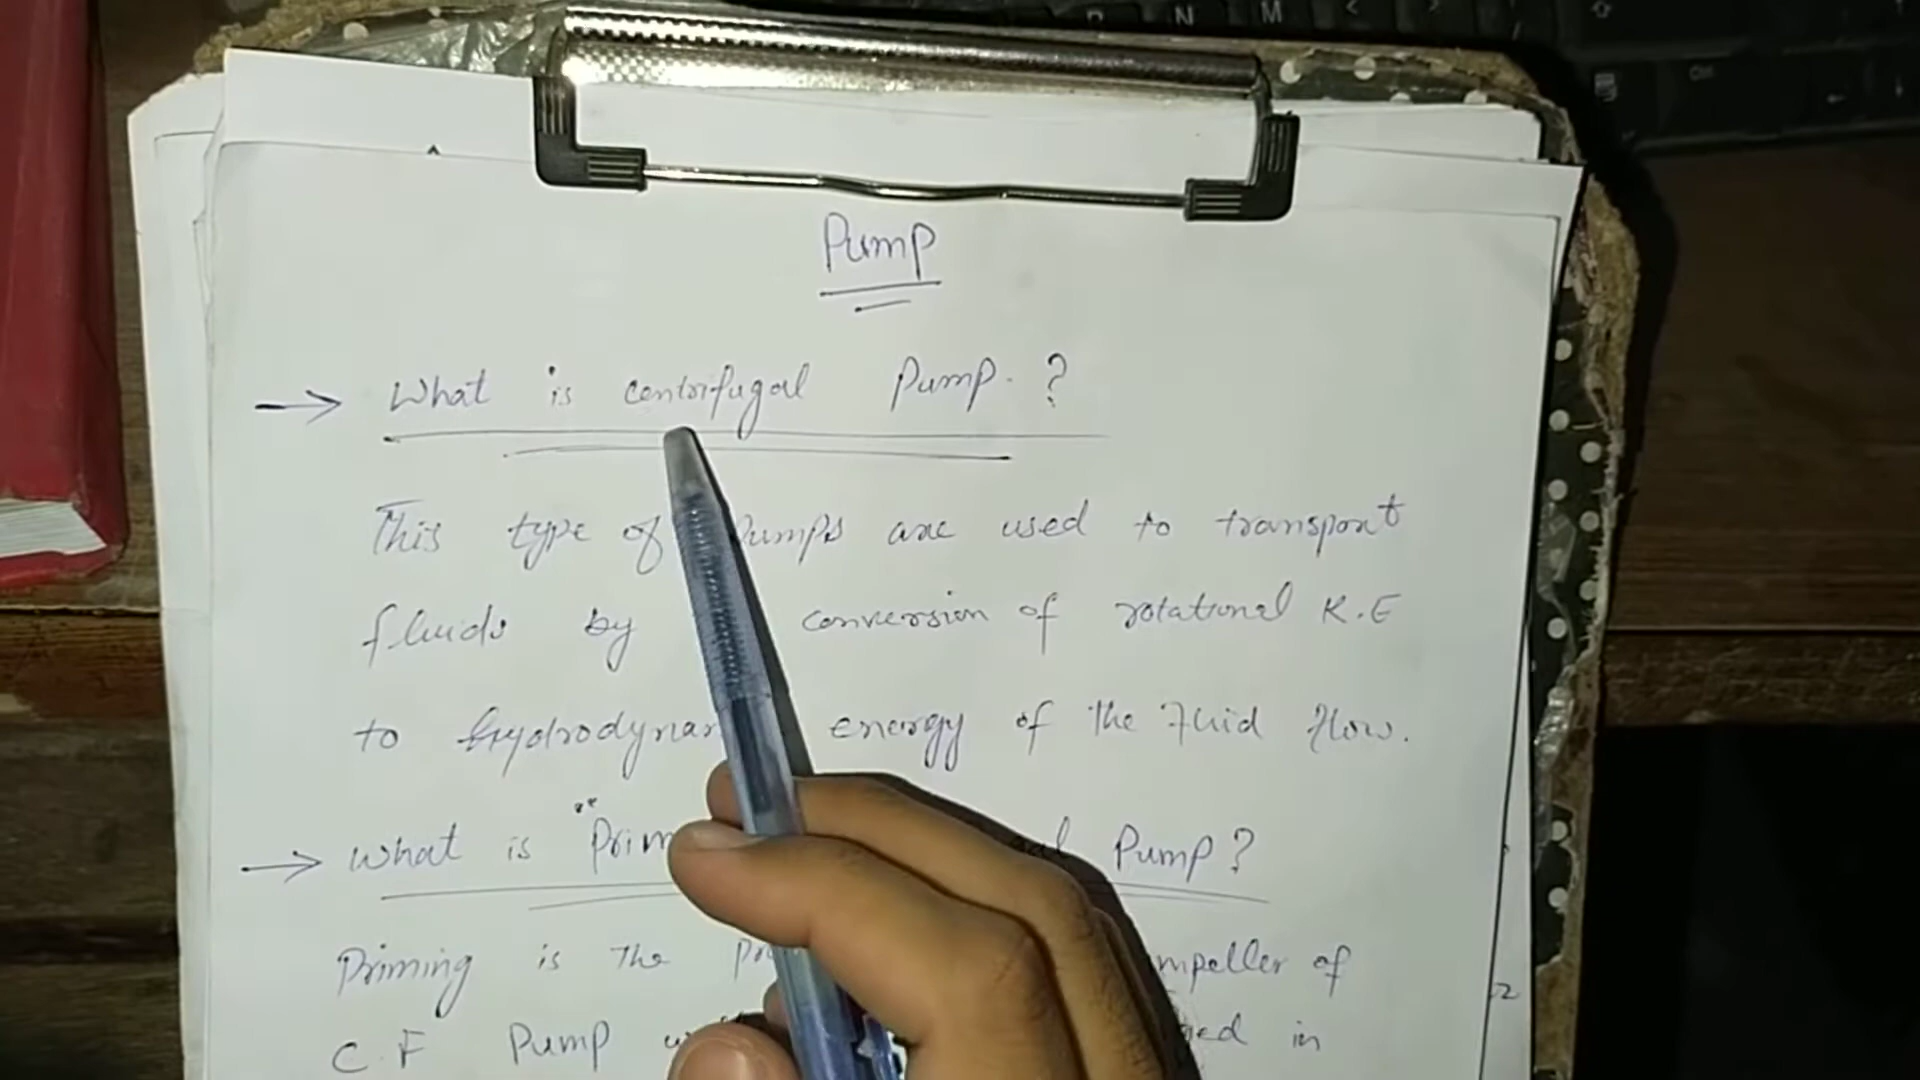 N M
Pump
→ What is centrifugal Pump. ?
This type of Pumps are used to transport
fluids by conversion of rotational K.E
to energy of the fluid flow.
→ What is Pump?
Priming is the of
C.F Pump in
2